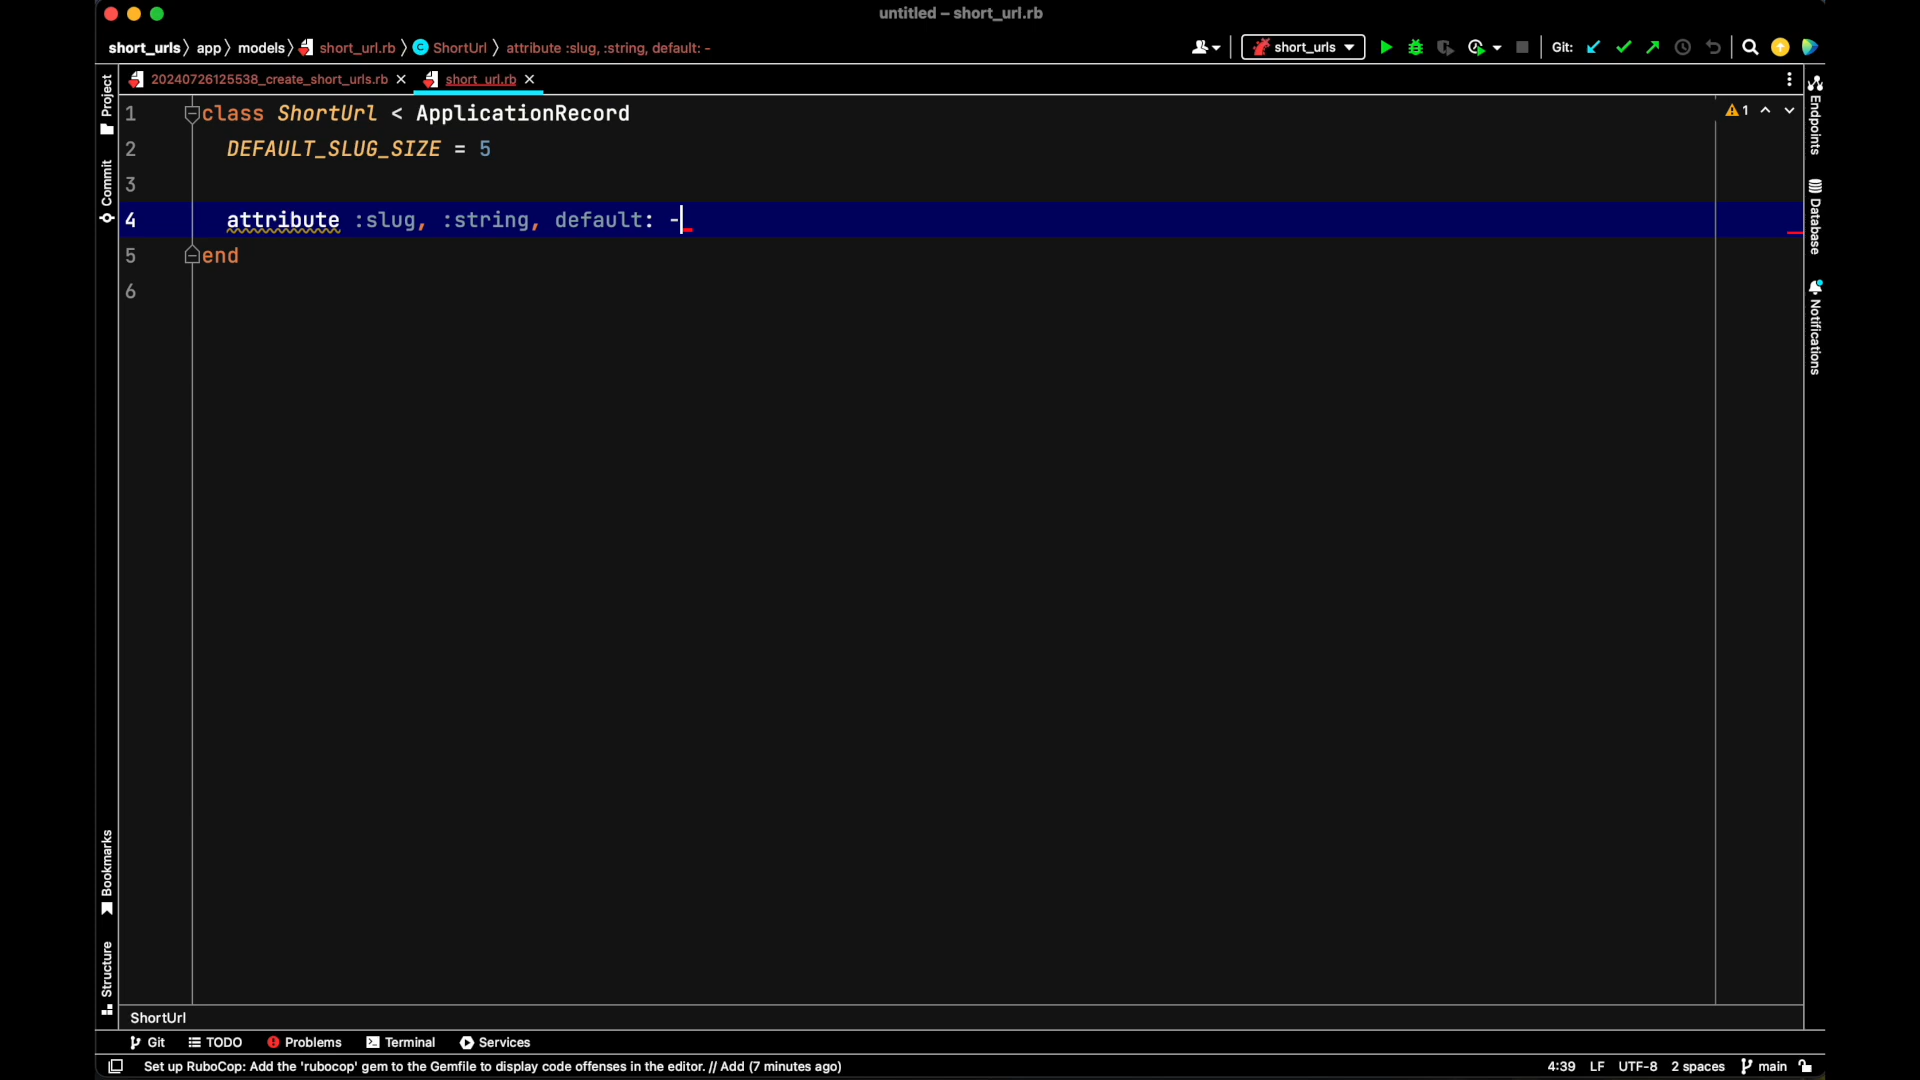 untitled – short_url.rb
short_urls 〉 app 〉 models 〉 short_url.rb 〉 ShortUrl 〉 attribute :slug, :string, default: -
short_urls
Git:
20240726125538_create_short_urls.rb
short_url.rb
1 class ShortUrl < ApplicationRecord
2 DEFAULT_SLUG_SIZE = 5
3
4 attribute :slug, :string, default: -
5 end
6
1
Project
Commit
Bookmarks
Structure
Endpoints
Database
Notifications
ShortUrl
Git TODO Problems Terminal Services
Set up RuboCop: Add the 'rubocop' gem to the Gemfile to display code offenses in the editor. // Add (7 minutes ago)
4:39 LF UTF-8 2 spaces main